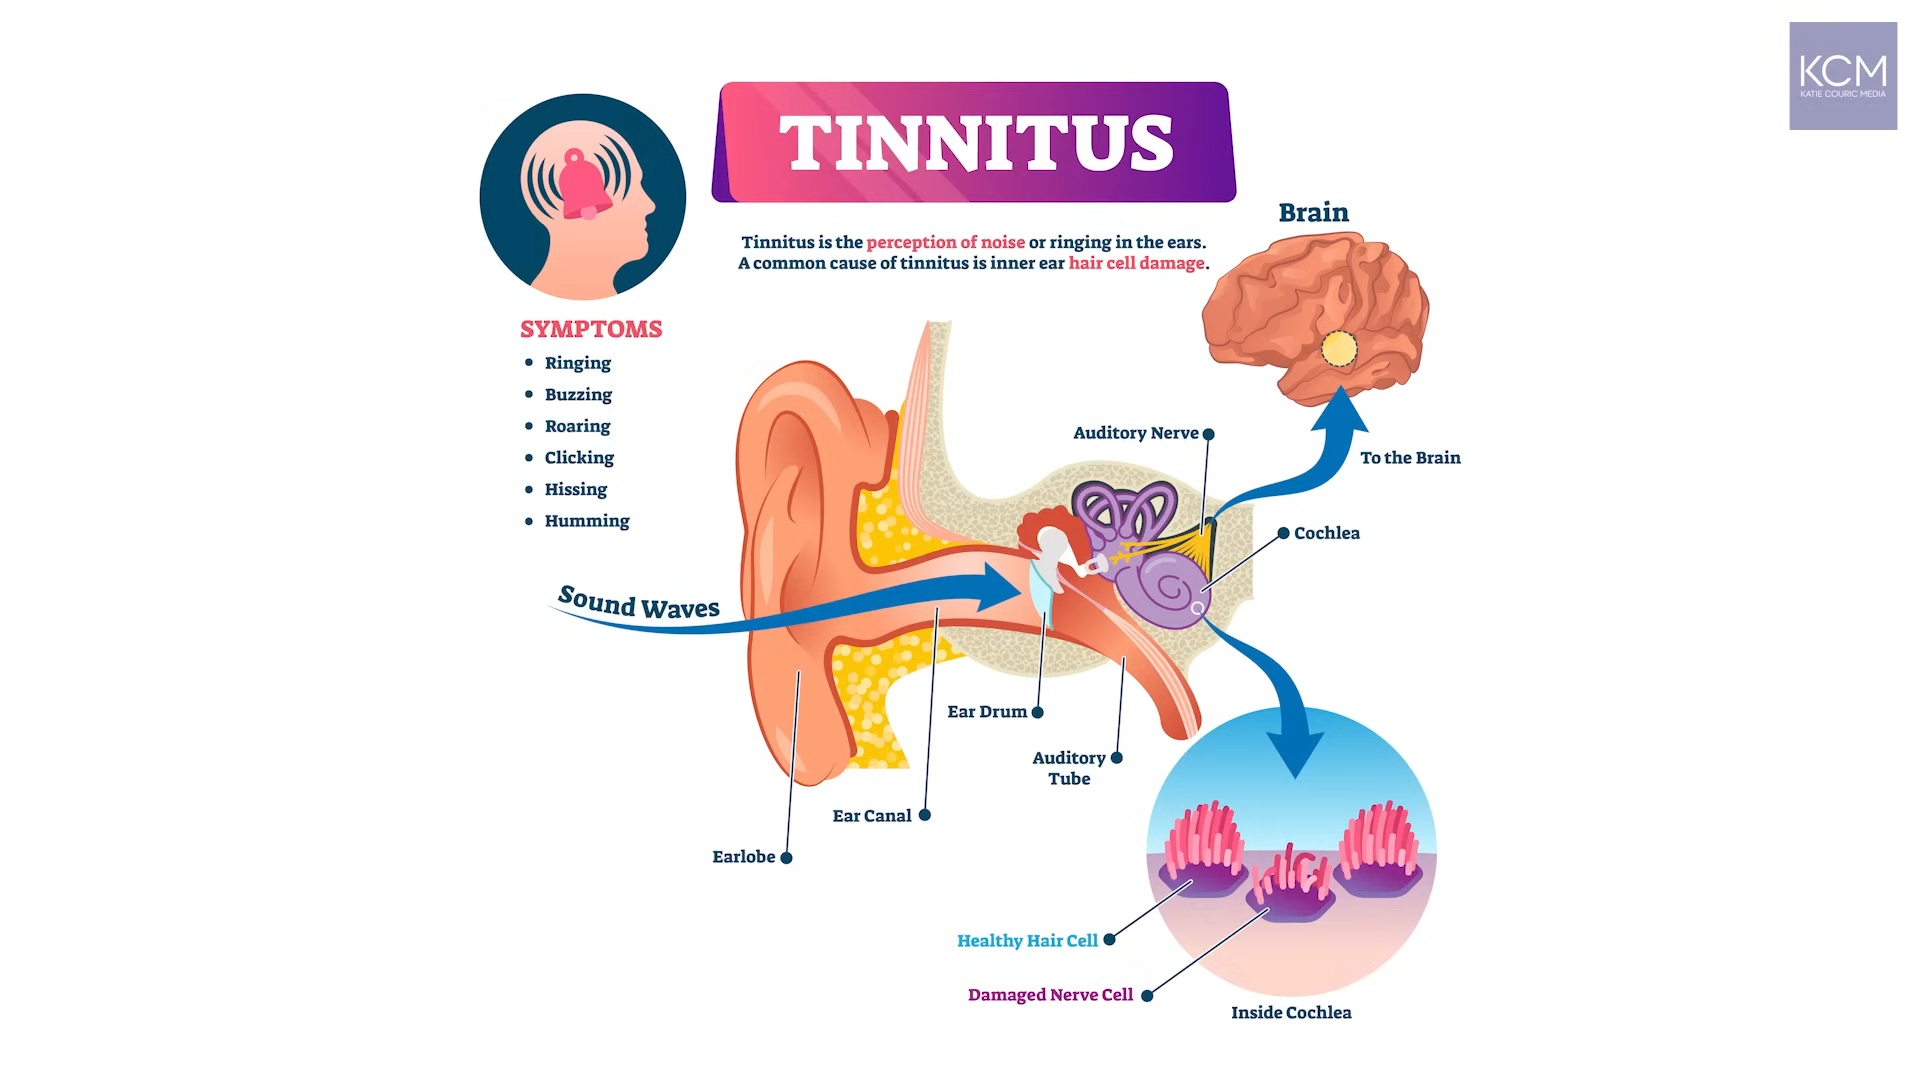 KCM
KATIE COURIC MEDIA
TINNITUS
Tinnitus is the perception of noise or ringing in the ears.
A common cause of tinnitus is inner ear hair cell damage.
Brain
SYMPTOMS
• Ringing
• Buzzing
• Roaring
• Clicking
• Hissing
• Humming
Auditory Nerve
To the Brain
Cochlea
Sound Waves
Ear Drum
Auditory
Tube
Ear Canal
Earlobe
Healthy Hair Cell
Damaged Nerve Cell
Inside Cochlea